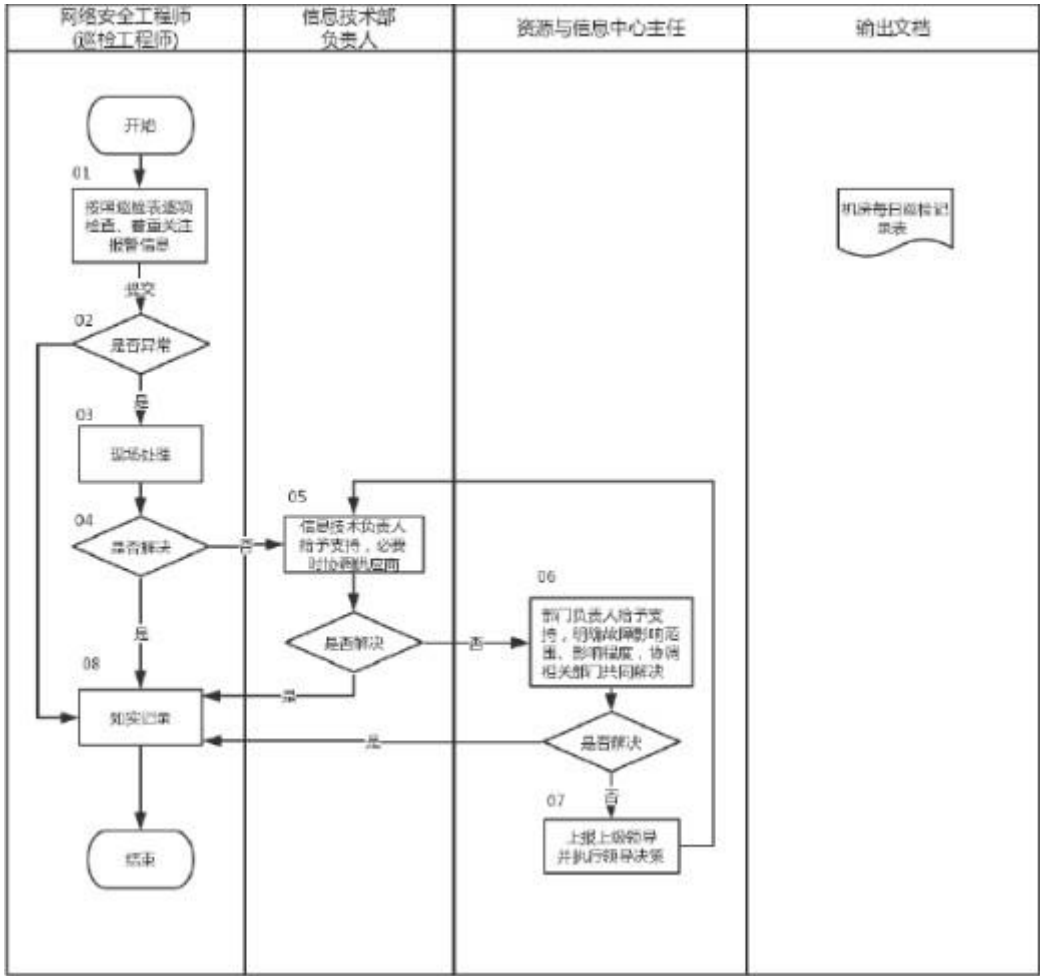 网络安全工程师
(巡检工程师)
信息技术部
负责人
资源与信息中心主任
输出文档
开始
01
按照巡检表逐项
检查、着重关注
报警信息
机房每日巡检记
录表
提交
02
是否异常
是
03
现场处理
04
是否解决
否
05
信息技术负责人
给予支持，必要
时协调供应商
是否解决
否
06
部门负责人给予支
持，明确故障影响范
围、影响程度，协调
相关部门共同解决
是
08
如实记录
是
是
是否解决
否
07
上报上级领导
并执行领导决策
结束